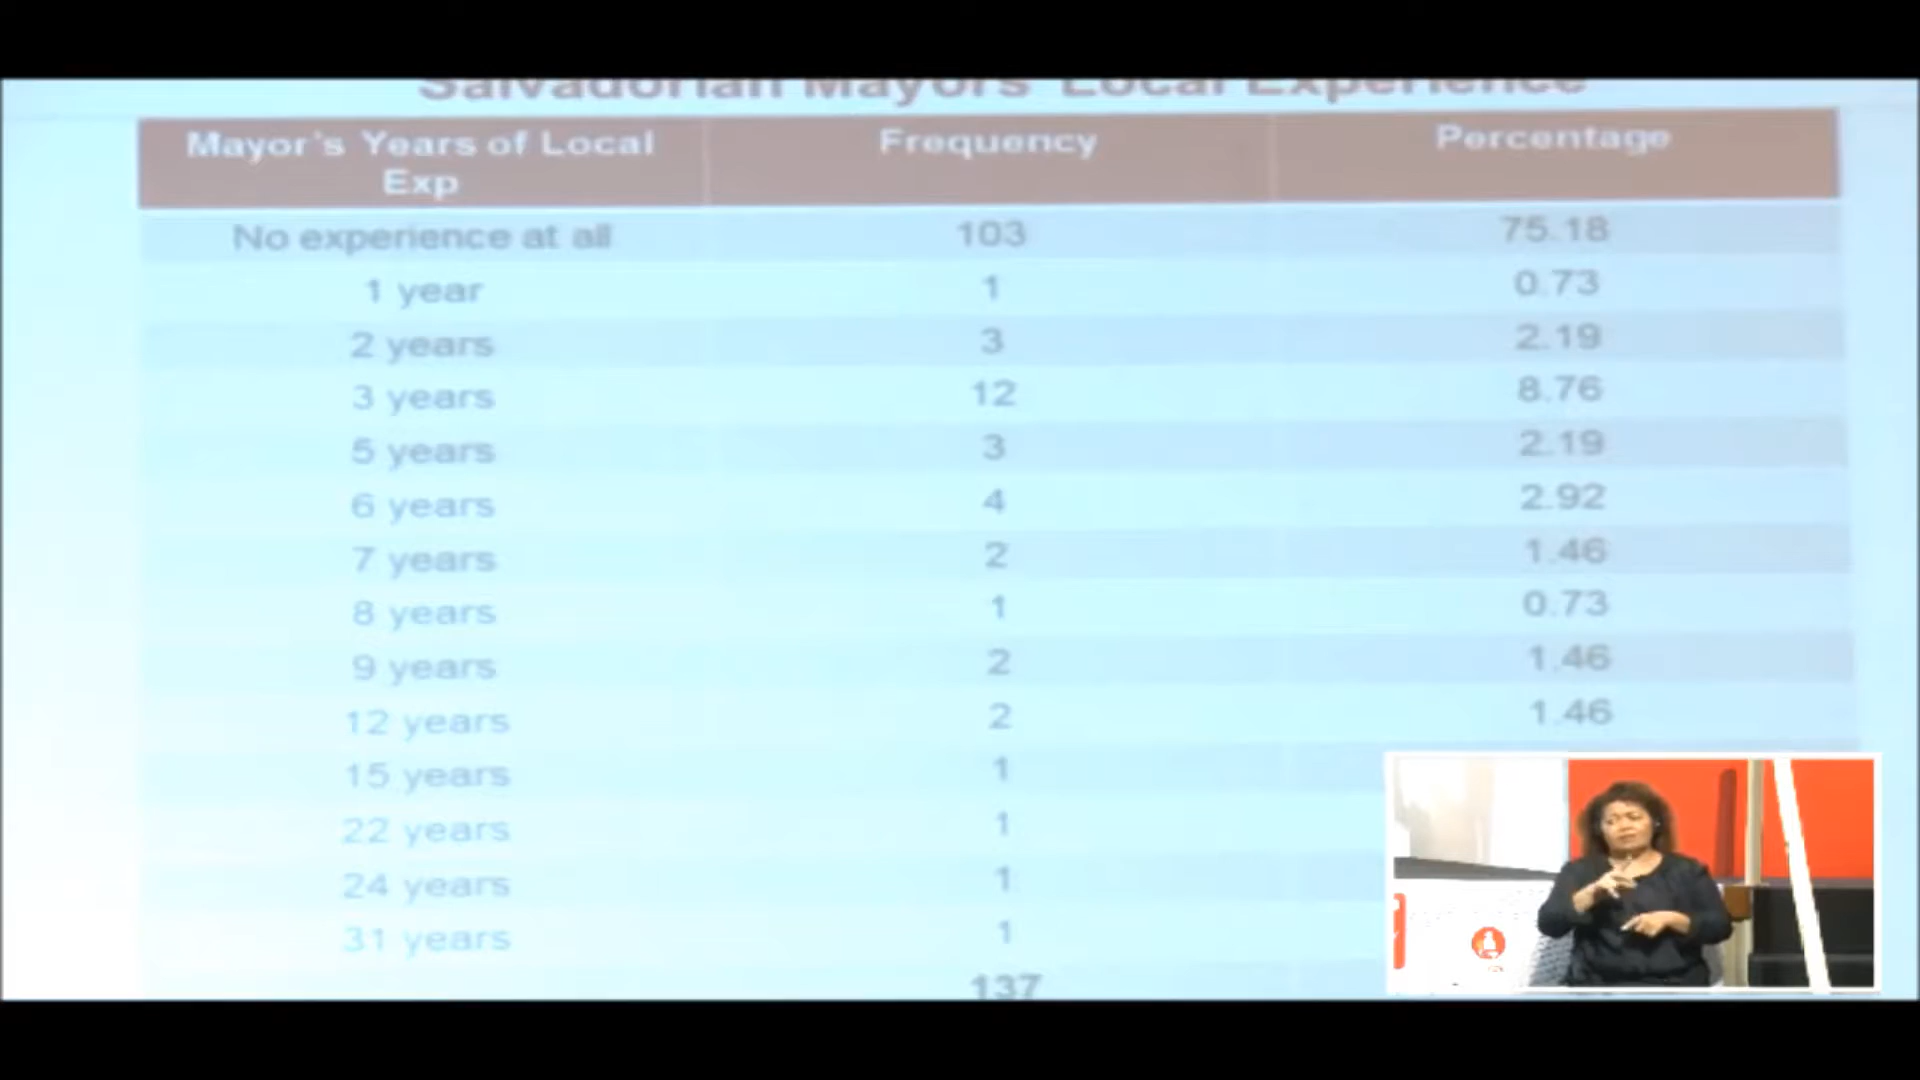 Salvadorian Mayors' Local Experience
Mayor's Years of Local Exp Frequency Percentage
No experience at all 103 75.18
1 year 1 0.73
2 years 3 2.19
3 years 12 8.76
5 years 3 2.19
6 years 4 2.92
7 years 2 1.46
8 years 1 0.73
9 years 2 1.46
12 years 2 1.46
15 years 1
22 years 1
24 years 1
31 years 1
137